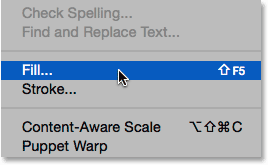 Check Spelling...
Find and Replace Text...
Fill... ⇧F5
Stroke...
Content-Aware Scale ⌥⇧⌘C
Puppet Warp